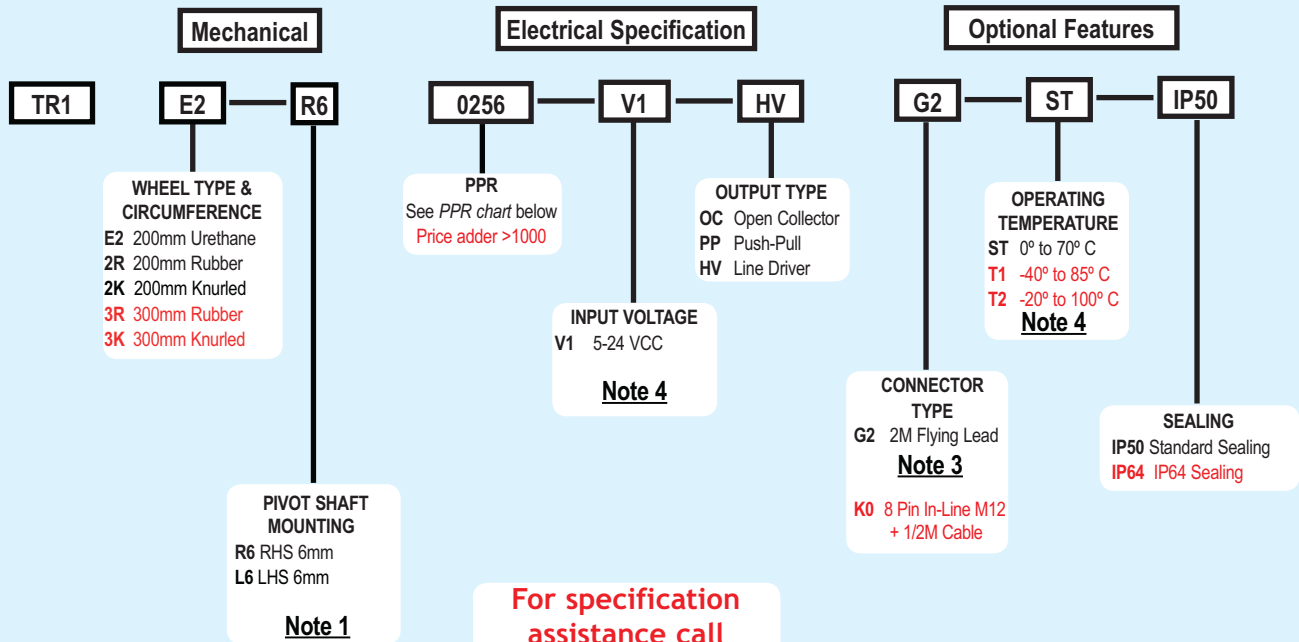 Mechanical
Electrical Specification
Optional Features
TR1
E2
R6
0256
V1
HV
G2
ST
IP50
WHEEL TYPE &
CIRCUMFERENCE
E2 200mm Urethane
2R 200mm Rubber
2K 200mm Knurled
3R 300mm Rubber
3K 300mm Knurled
PIVOT SHAFT
MOUNTING
R6 RHS 6mm
L6 LHS 6mm
Note 1
PPR
See PPR chart below
Price adder >1000
INPUT VOLTAGE
V1 5-24 VCC
Note 4
OUTPUT TYPE
OC Open Collector
PP Push-Pull
HV Line Driver
CONNECTOR
TYPE
G2 2M Flying Lead
Note 3
K0 8 Pin In-Line M12
+ 1/2M Cable
OPERATING
TEMPERATURE
ST 0º to 70º C
T1 -40º to 85º C
T2 -20º to 100º C
Note 4
SEALING
IP50 Standard Sealing
IP64 IP64 Sealing
For specification
assistance call